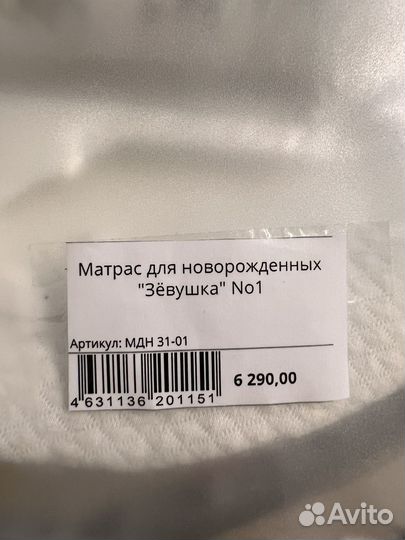 Матрас для новорожденных
"Зёвушка" No1
Артикул: МДН 31-01
6 290,00
4 631136 201151
Avito